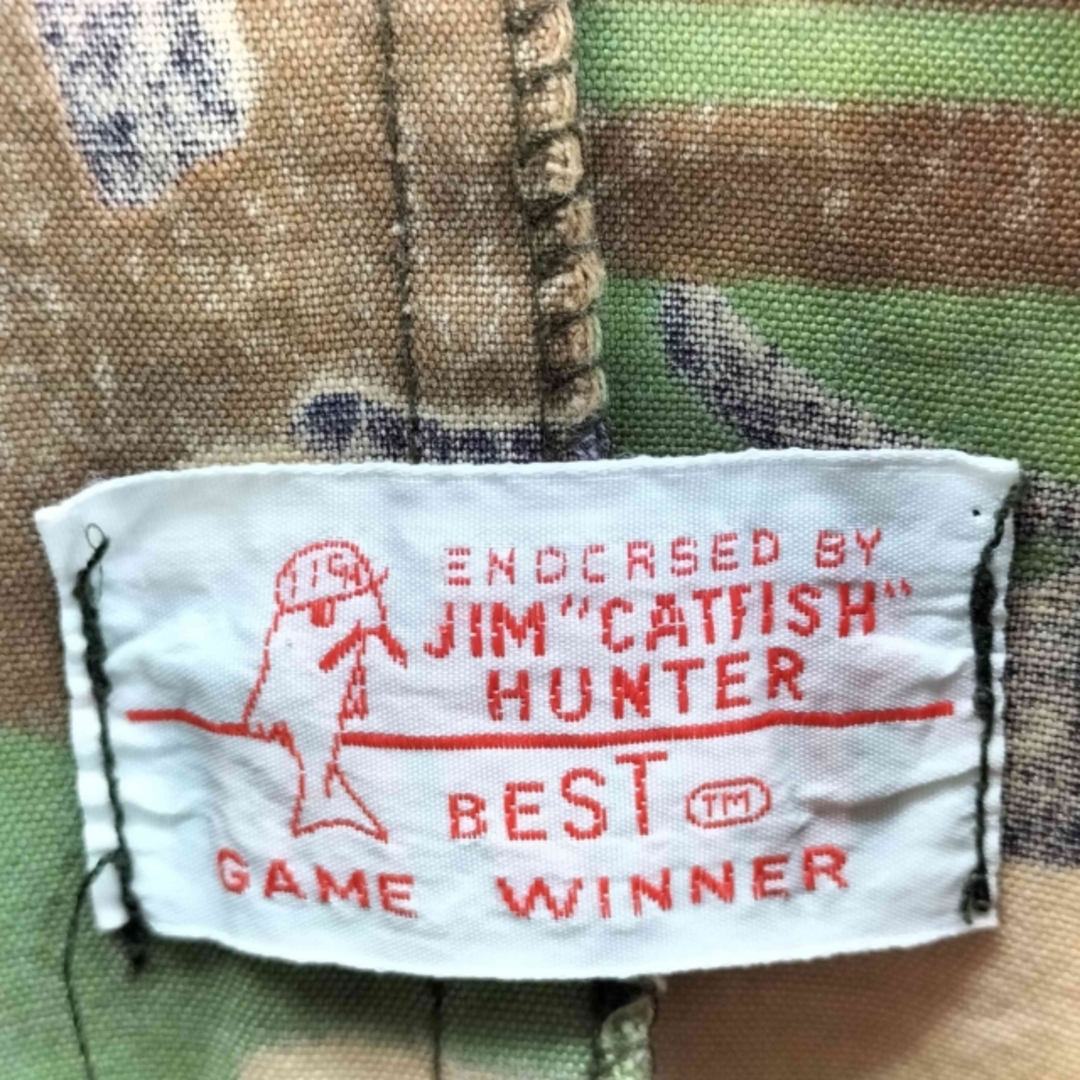 ENDORSED BY
JIM "CATFISH"
HUNTER
BEST TM
GAME WINNER